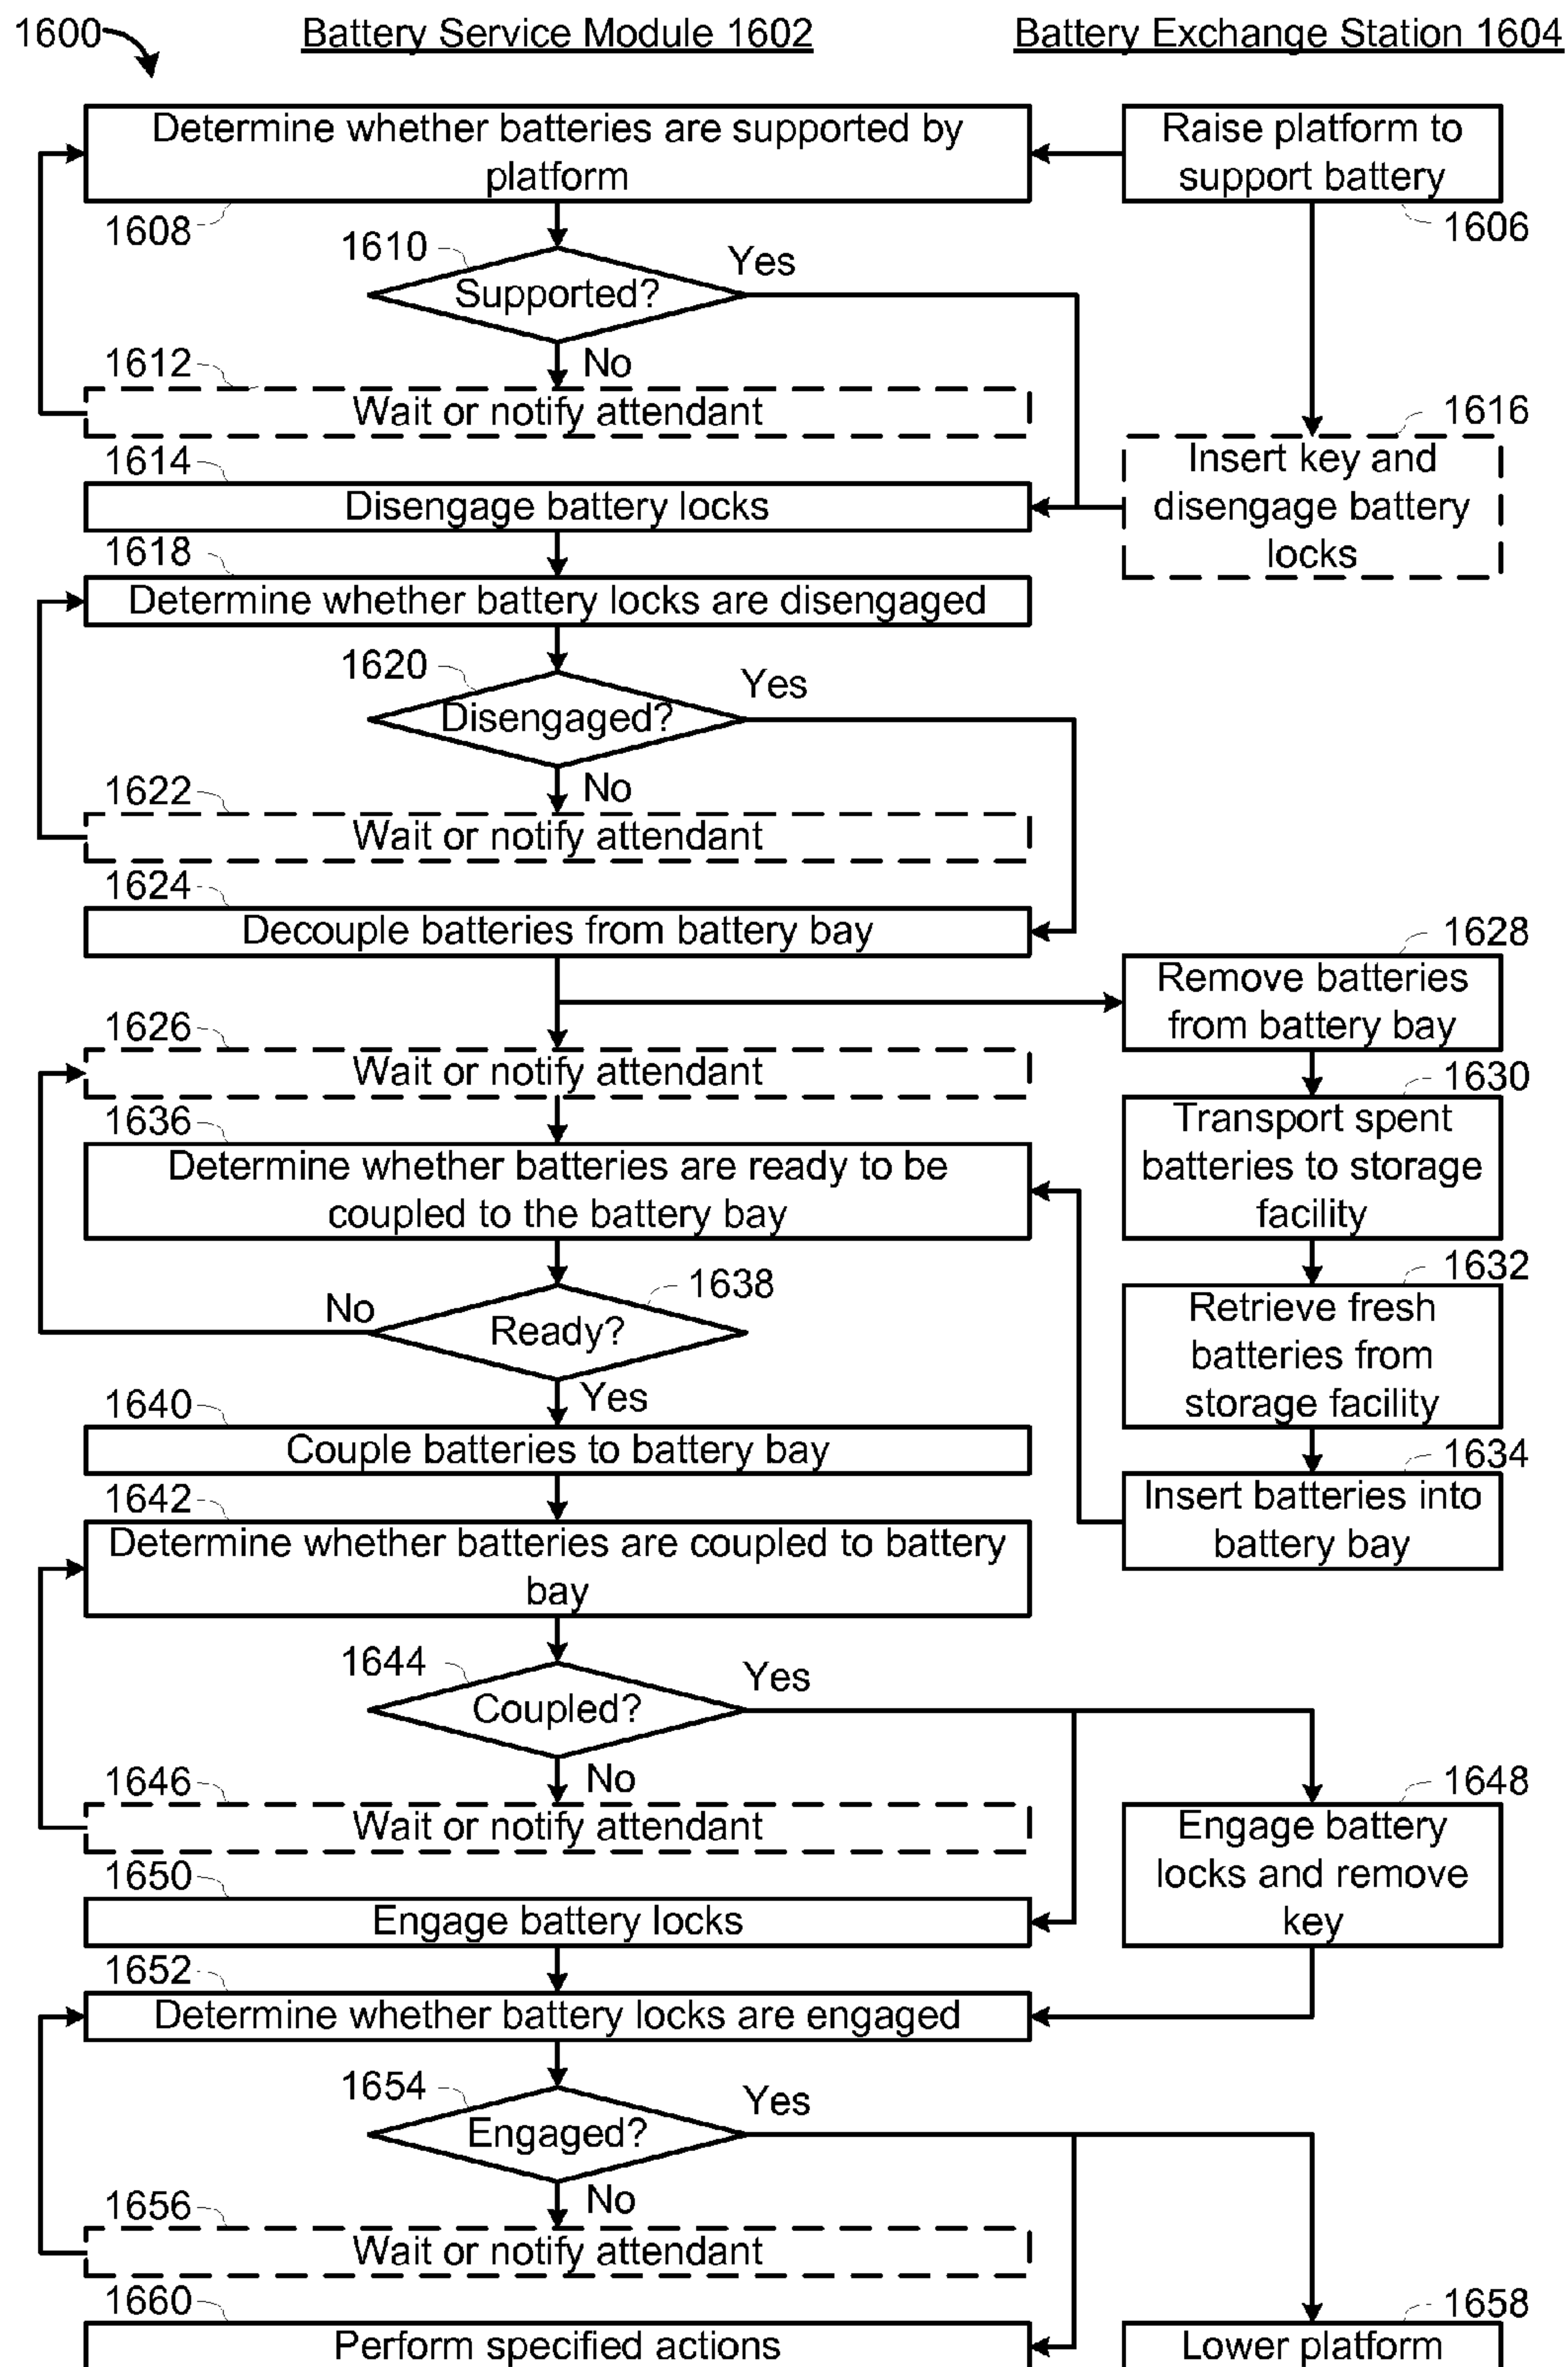 1600
Battery Service Module 1602
Battery Exchange Station 1604
Determine whether batteries are supported by
platform
1608
Raise platform to
support battery
1606
1610
Supported?
Yes
No
1612
Wait or notify attendant
1614
Disengage battery locks
1616
Insert key and
disengage battery
locks
1618
Determine whether battery locks are disengaged
1620
Disengaged?
Yes
No
1622
Wait or notify attendant
1624
Decouple batteries from battery bay
1628
Remove batteries
from battery bay
1626
Wait or notify attendant
1630
Transport spent
batteries to storage
facility
1636
Determine whether batteries are ready to be
coupled to the battery bay
1632
Retrieve fresh
batteries from
storage facility
1638
Ready?
No
Yes
1634
Insert batteries into
battery bay
1640
Couple batteries to battery bay
1642
Determine whether batteries are coupled to battery
bay
1644
Coupled?
Yes
No
1646
Wait or notify attendant
1648
Engage battery
locks and remove
key
1650
Engage battery locks
1652
Determine whether battery locks are engaged
1654
Engaged?
Yes
No
1656
Wait or notify attendant
1660
Perform specified actions
1658
Lower platform